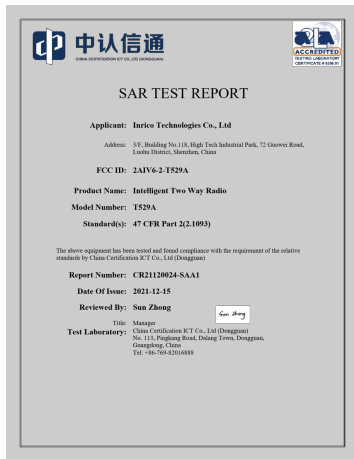 中认信通
CHINA CERTIFICATION ICT CO., LTD (DONGGUAN)
ACCREDITED
TESTING LABORATORY
CERTIFICATE # 6506.01
SAR TEST REPORT
Applicant: Inrico Technologies Co., Ltd
Address: 3/F, Building No.118, High Tech Industrial Park, 72 Guowei Road,
Luohu District, Shenzhen, China
FCC ID: 2AIV6-2-T529A
Product Name: Intelligent Two Way Radio
Model Number: T529A
Standard(s): 47 CFR Part 2(2.1093)
The above equipment has been tested and found compliance with the requirement of the relative
standards by China Certification ICT Co., Ltd (Dongguan)
Report Number: CR21120024-SAA1
Date Of Issue: 2021-12-15
Reviewed By: Sun Zhong
Sun Zhong
Title: Manager
Test Laboratory: China Certification ICT Co., Ltd (Dongguan)
No. 113, Pingkang Road, Dalang Town, Dongguan,
Guangdong, China
Tel: +86-769-82016888